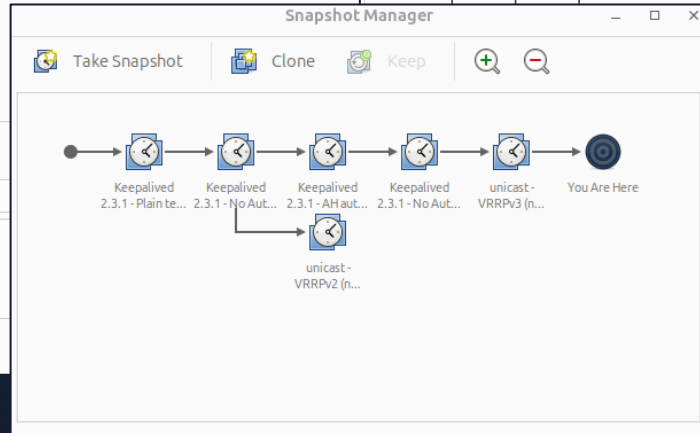 Snapshot Manager
Take Snapshot Clone Keep
Keepalived
2.3.1 - Plain te...
Keepalived
2.3.1 - No Aut...
Keepalived
2.3.1 - AH aut...
Keepalived
2.3.1 - No Aut...
unicast -
VRRPv3 (n...
You Are Here
unicast -
VRRPv2 (n...